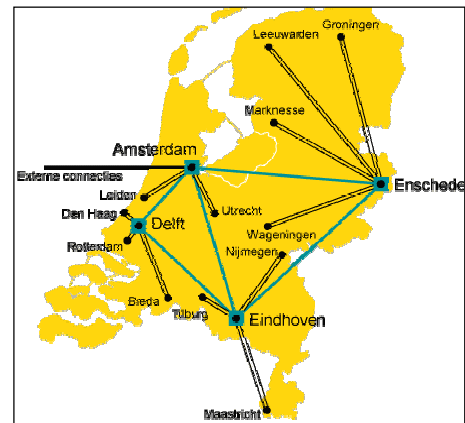 Groningen
Leeuwarden
Marknesse
Amsterdam
Externe connecties
Enschede
Leiden
Den Haag
Utrecht
Delft
Wageningen
Rotterdam
Nijmegen
Breda
Tilburg
Eindhoven
Maastricht